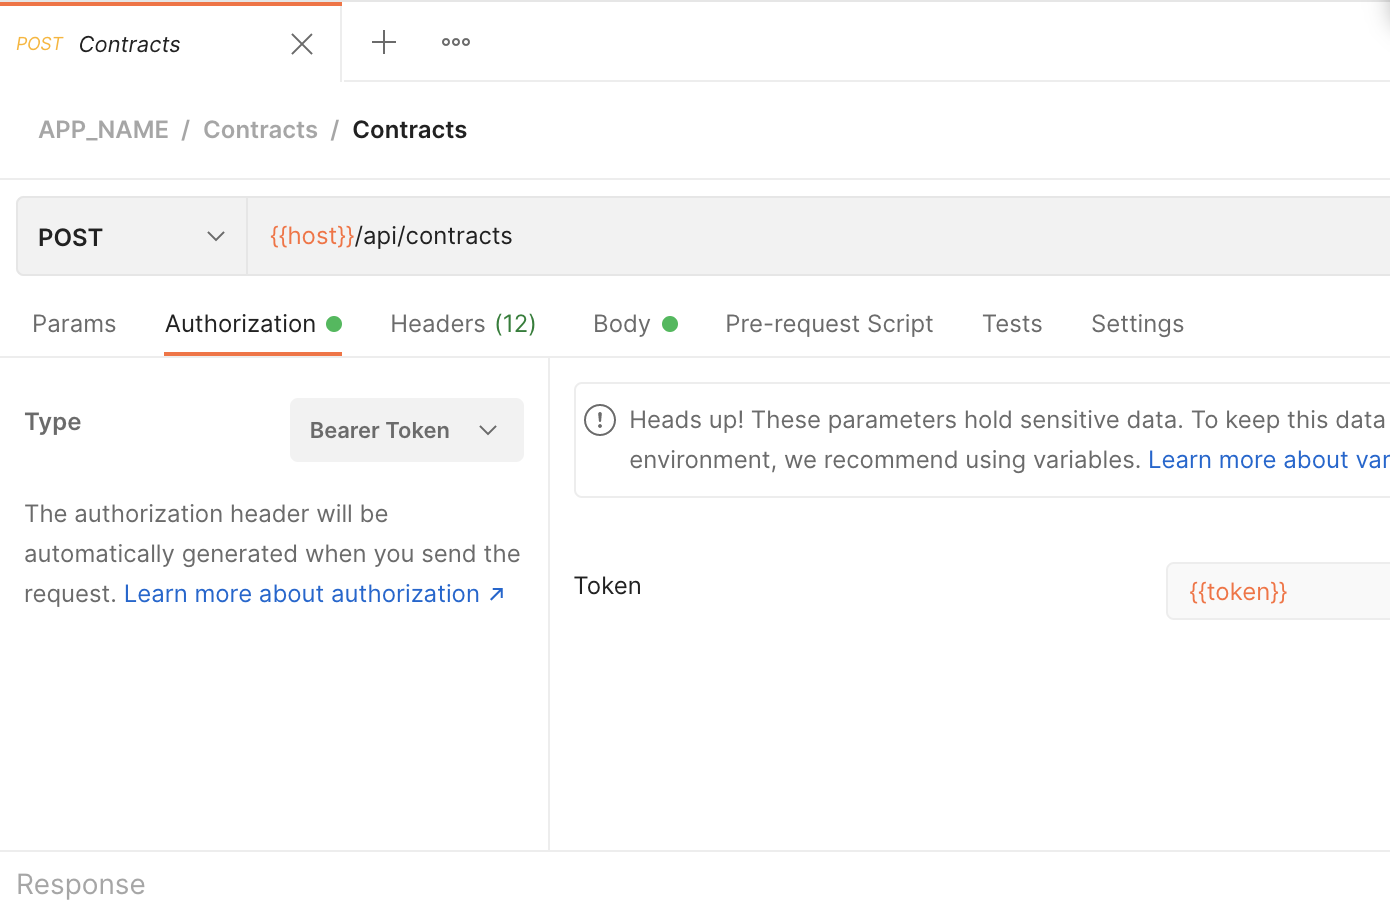 POST Contracts
APP_NAME / Contracts / Contracts
POST {{host}}/api/contracts
Params Authorization Headers (12) Body Pre-request Script Tests Settings
Type Bearer Token
The authorization header will be
automatically generated when you send the
request. Learn more about authorization ↗
Heads up! These parameters hold sensitive data. To keep this data
environment, we recommend using variables. Learn more about var
Token {{token}}
Response